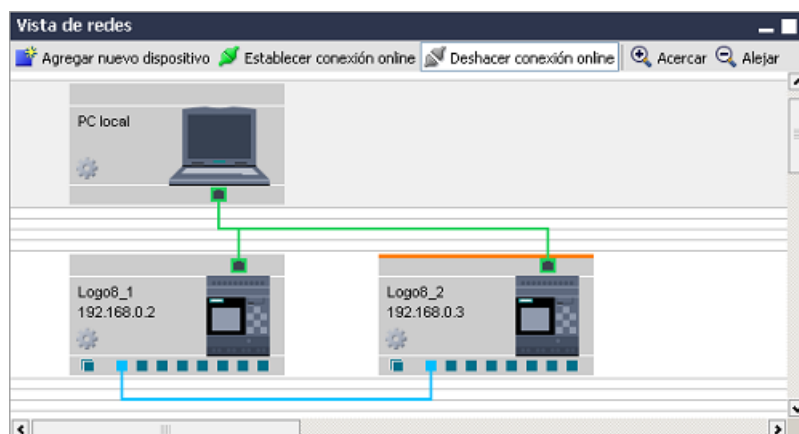 Vista de redes
Agregar nuevo dispositivo Establecer conexión online Deshacer conexión online Acercar Alejar
PC local
Logo8_1
192.168.0.2
Logo8_2
192.168.0.3